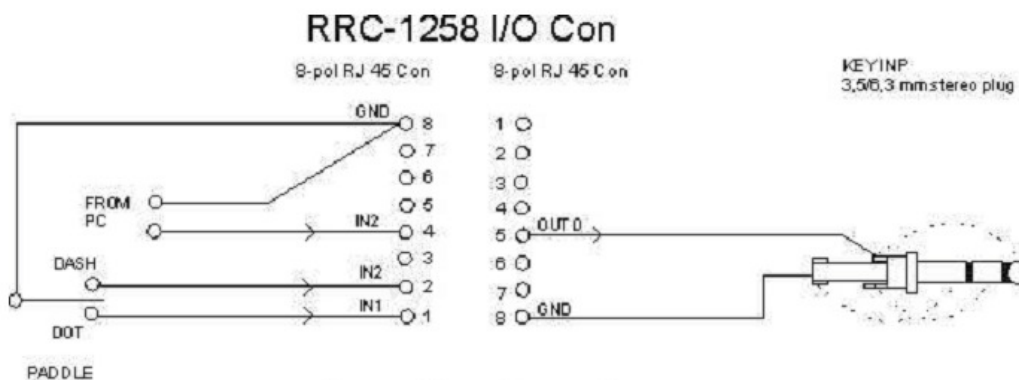 RRC-1258 I/O Con
8-pol RJ 45 Con
8-pol RJ 45 Con
KEY INP
3,5/6,3 mm stereo plug
GND
8
7
6
5
4
3
2
1
FROM
PC
IN2
DASH
IN2
IN1
DOT
PADDLE
1
2
3
4
5
6
7
8
OUT 0
GND